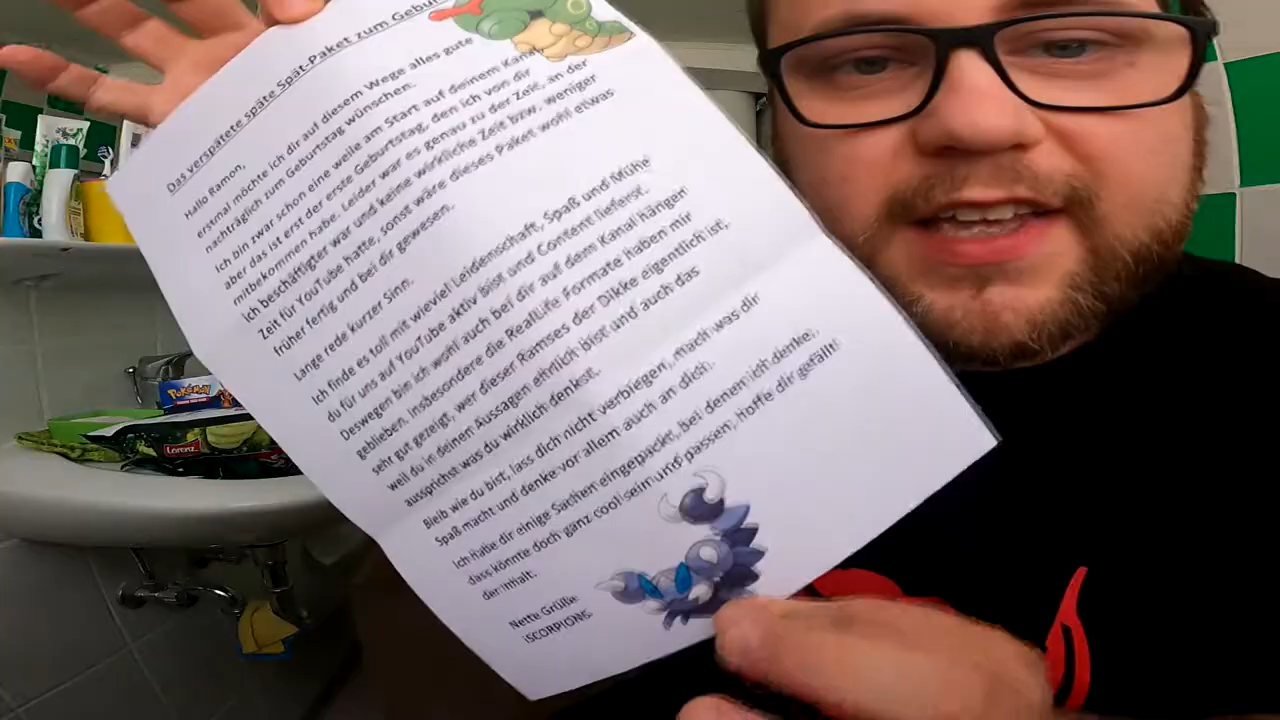 Das verspätete späte Spät-Paket zum Gebur
Hallo Ramon,
erstmal möchte ich dir auf diesem Wege alles gute
nachträglich zum Geburtstag wünschen.
Ich bin zwar schon eine weile am Start auf deinem Kana
aber das ist erst der erste Geburtstag, den ich von dir
mitbekommen habe. Leider war es genau zu der Zeit, an der
Ich beschäftigter war und keine wirkliche Zeit bzw. weniger
Zeit für YouTube hatte, sonst wäre dieses Paket wohl etwas
früher fertig und bei dir gewesen.
Lange rede kurzer Sinn.
Ich finde es toll mit wieviel Leidenschaft, Spaß und Mühe
du für uns auf YouTube aktiv bist und Content lieferst.
Deswegen bin ich wohl auch bei dir auf dem Kanal hängen
geblieben. Insbesondere die RealLife Formate haben mir
sehr gut gezeigt, wer dieser Ramses der Dikke eigentlich ist,
weil du in deinen Aussagen ehrlich bist und auch das
aussprichst was du wirklich denkst.
Bleib wie du bist, lass dich nicht verbiegen, mach was dir
Spaß macht und denke vor allem auch an dich.
Ich habe dir einige Sachen eingepackt, bei denen ich denke,
dass könnte doch ganz cool sein und passen, hoffe dir gefällt
der Inhalt.
Nette Grüße
iSCORPIONS
POKéMON
Lorenz